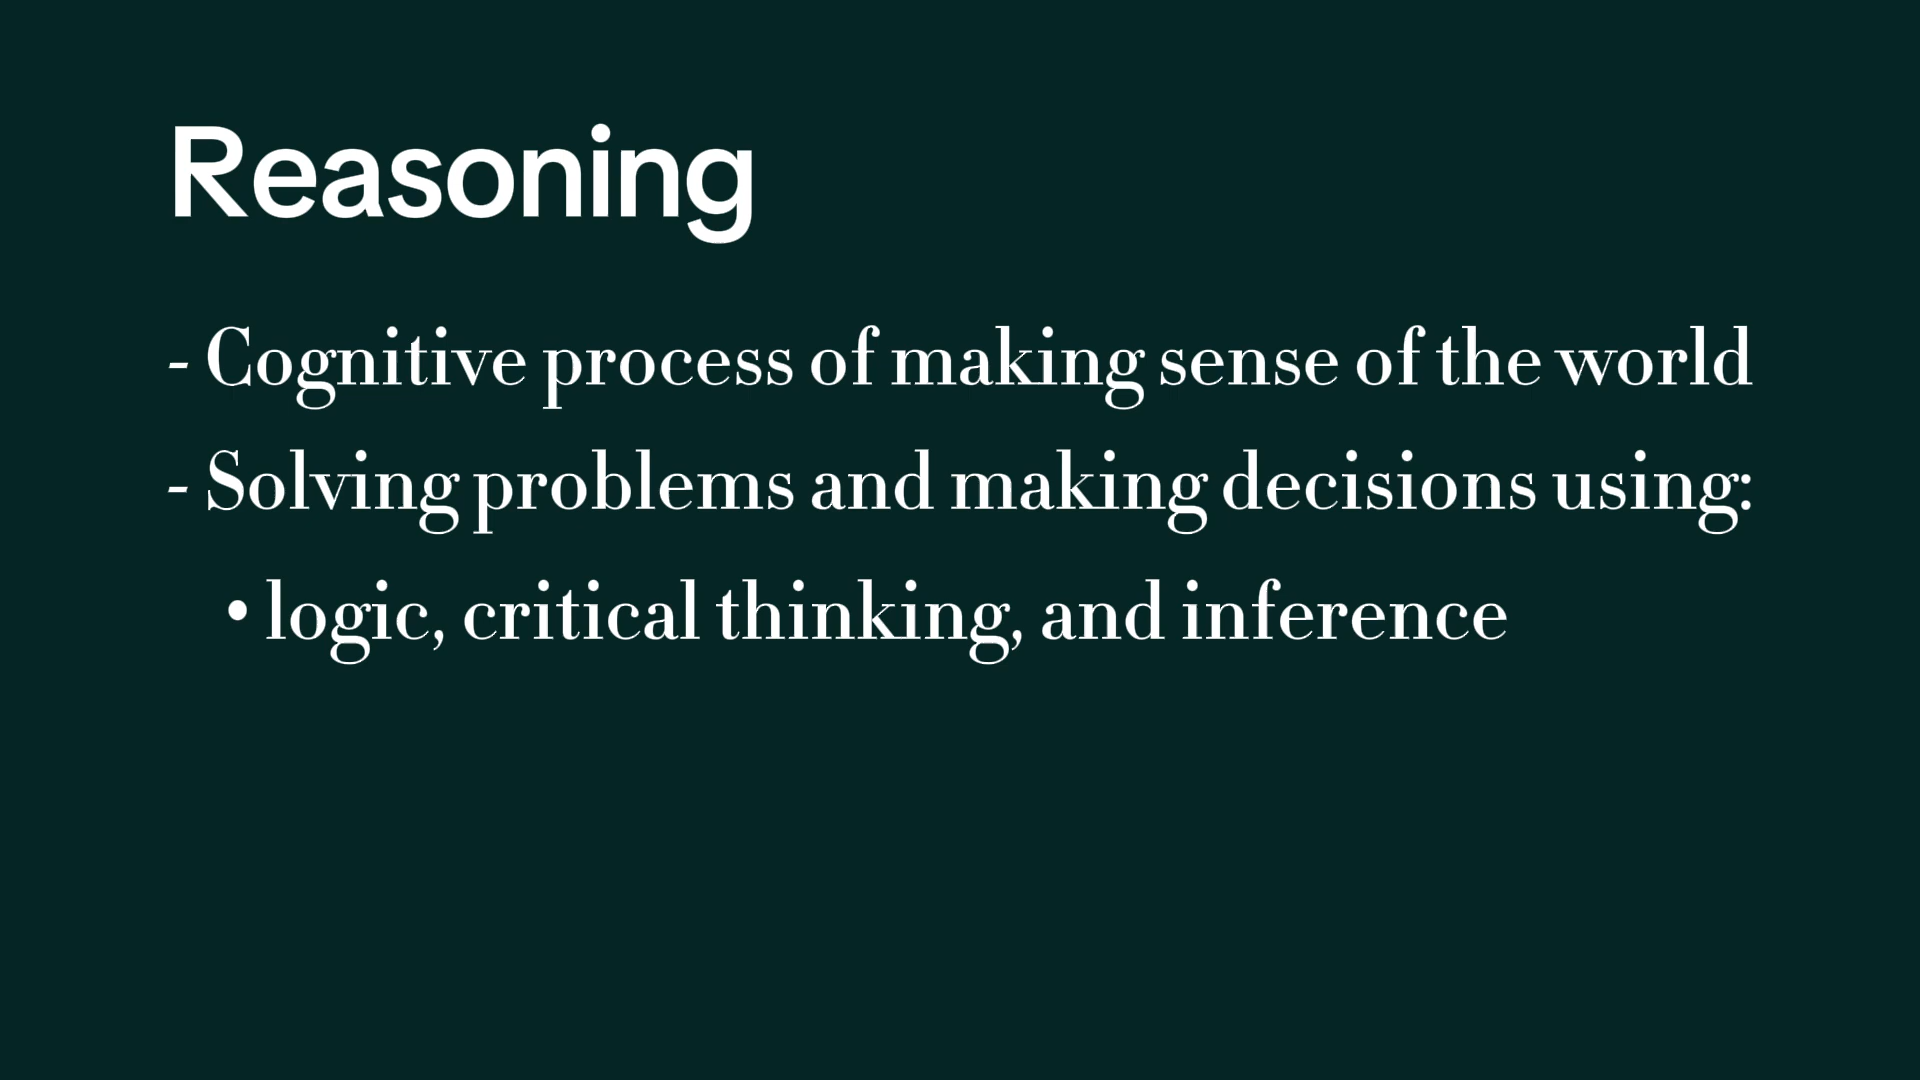 Reasoning
- Cognitive process of making sense of the world
- Solving problems and making decisions using:
• logic, critical thinking, and inference